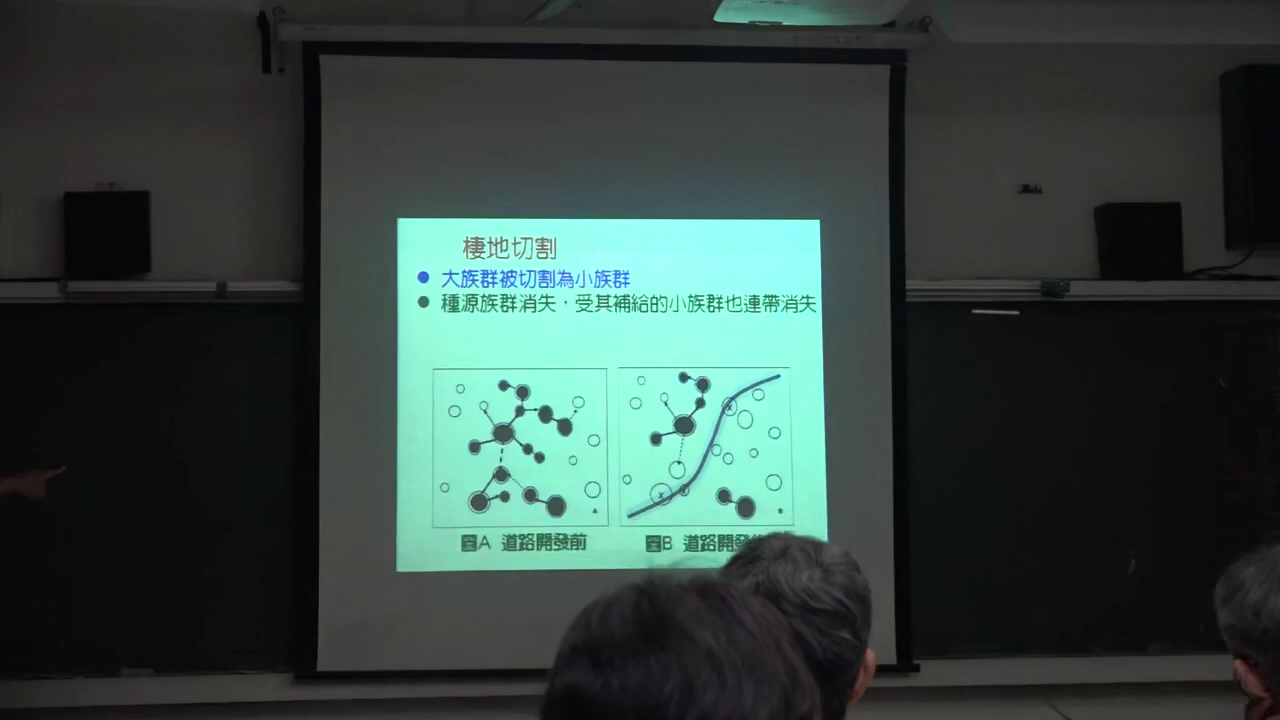 棲地切割
大族群被切割為小族群
種源族群消失，受其補給的小族群也連帶消失
圖A 道路開發前
圖B 道路開發